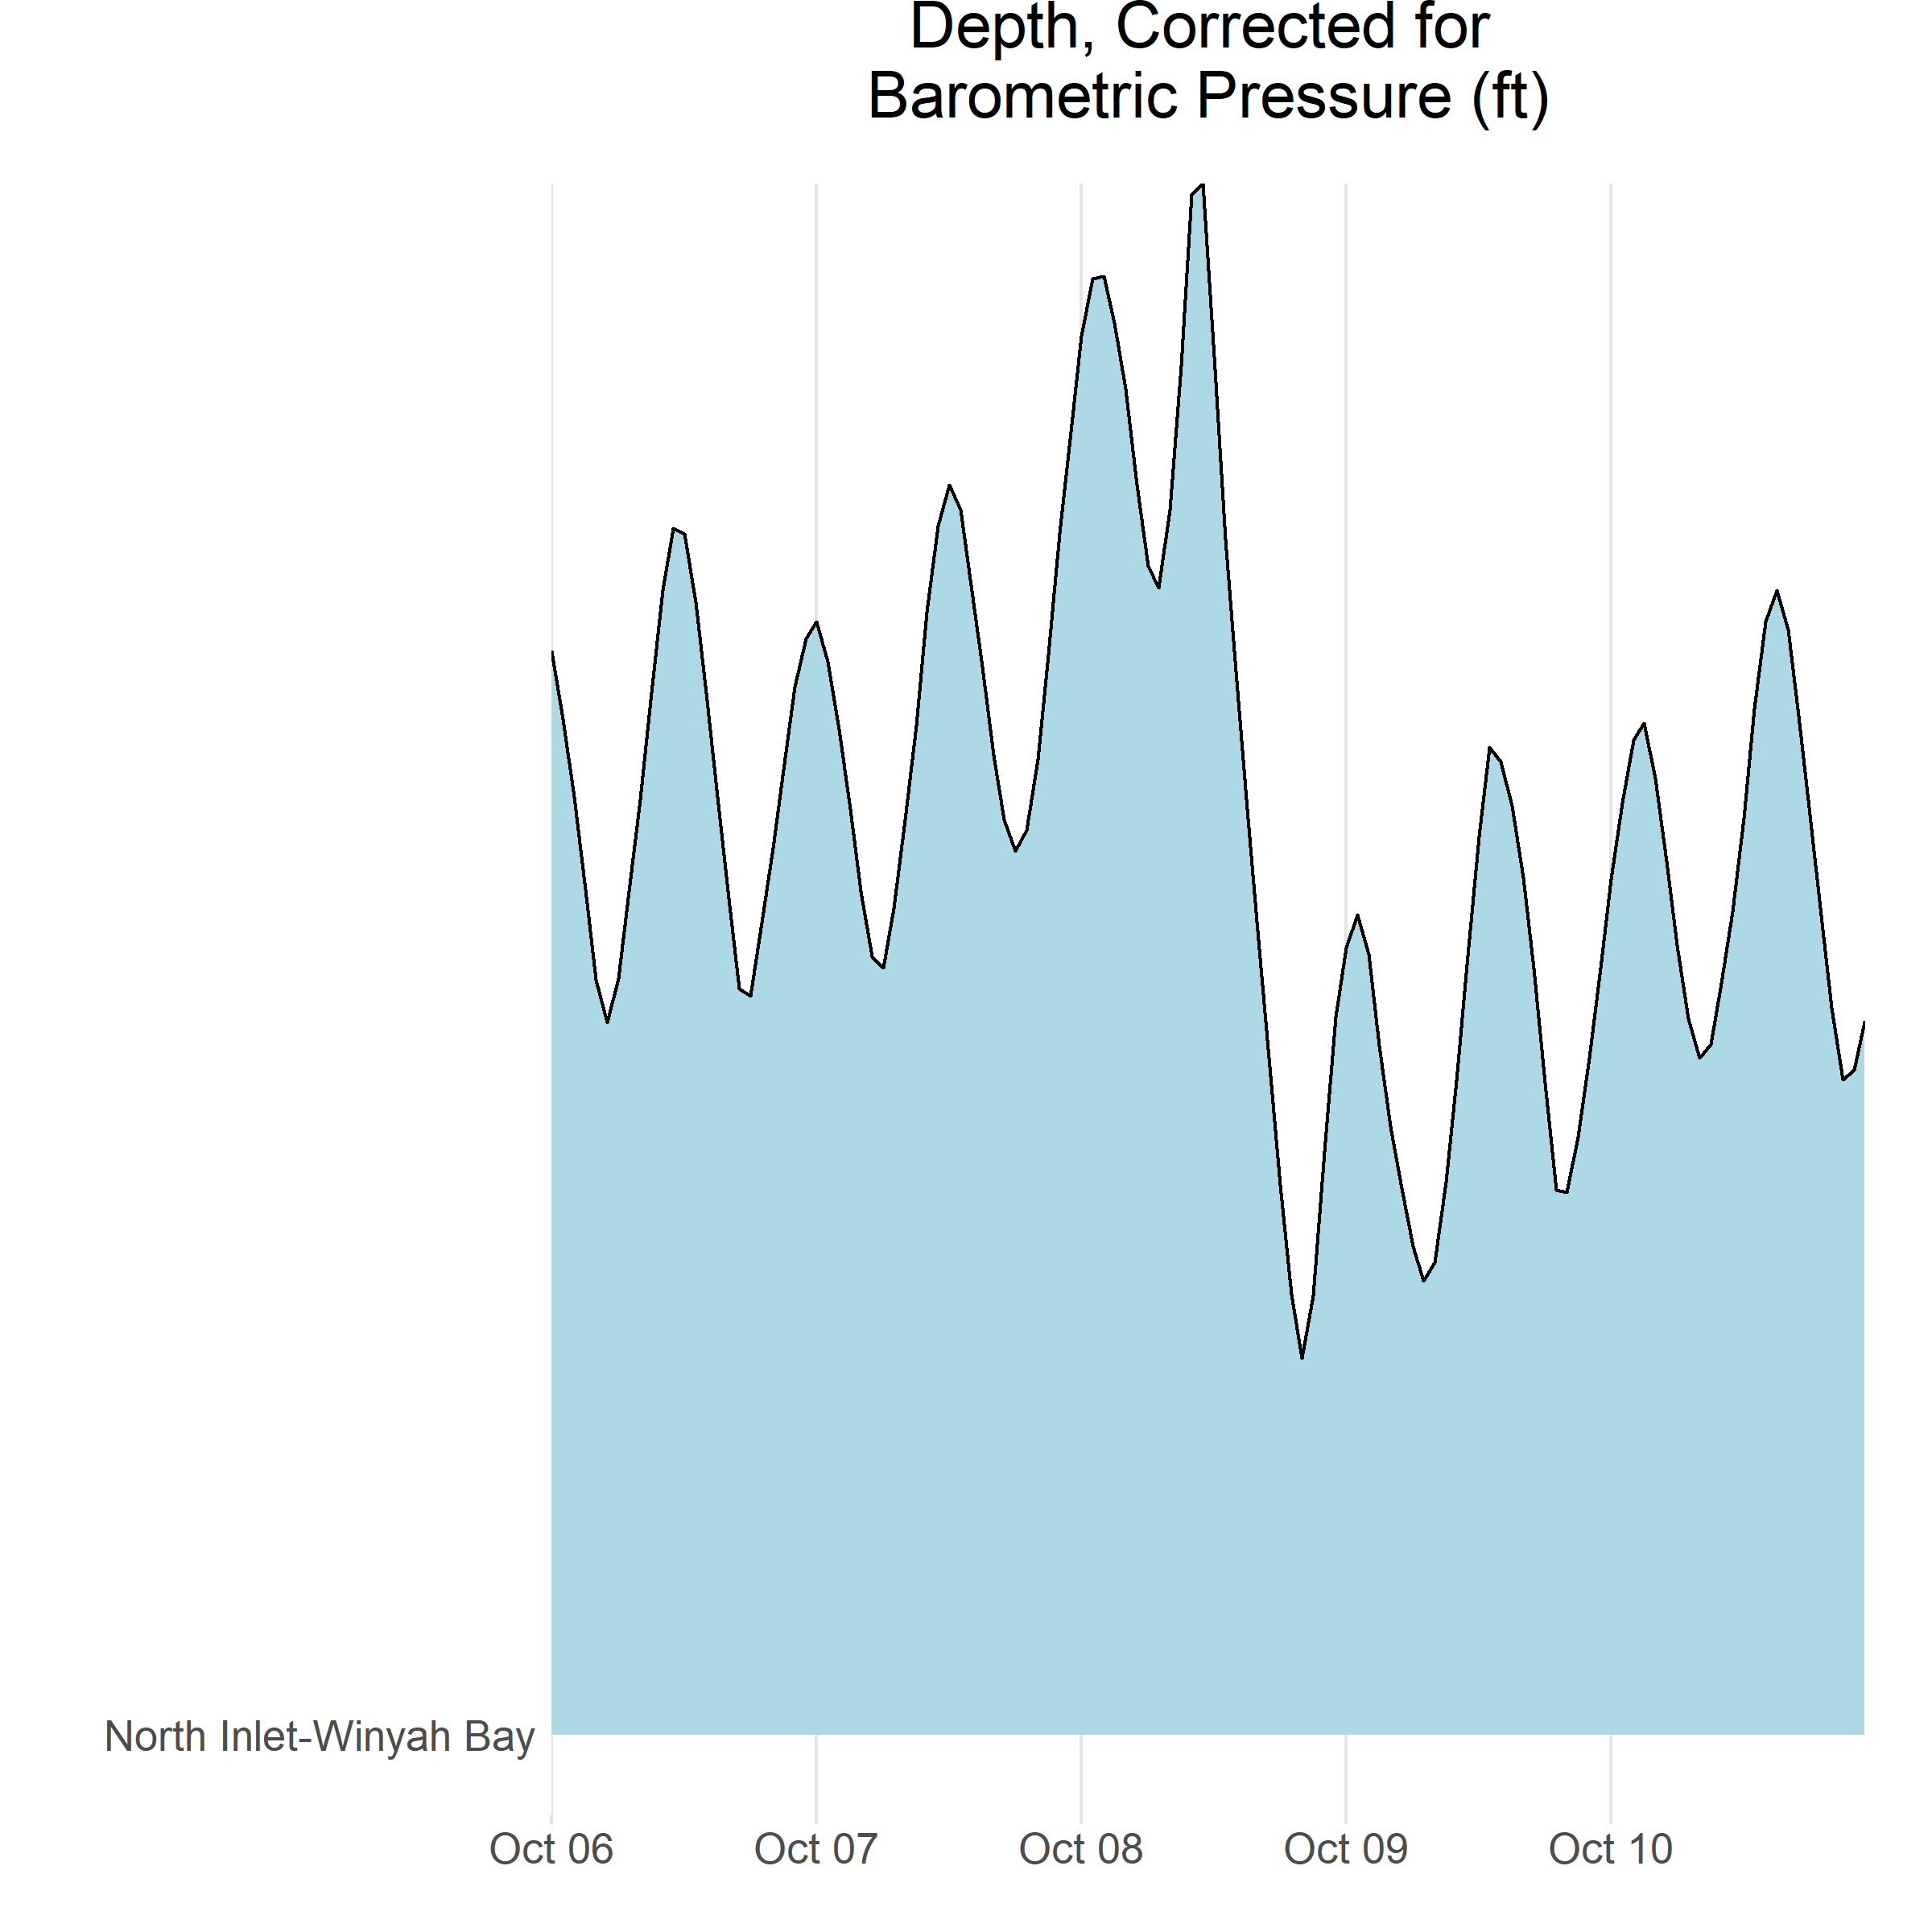 Depth, Corrected for
Barometric Pressure (ft)
North Inlet-Winyah Bay
Oct 06
Oct 07
Oct 08
Oct 09
Oct 10